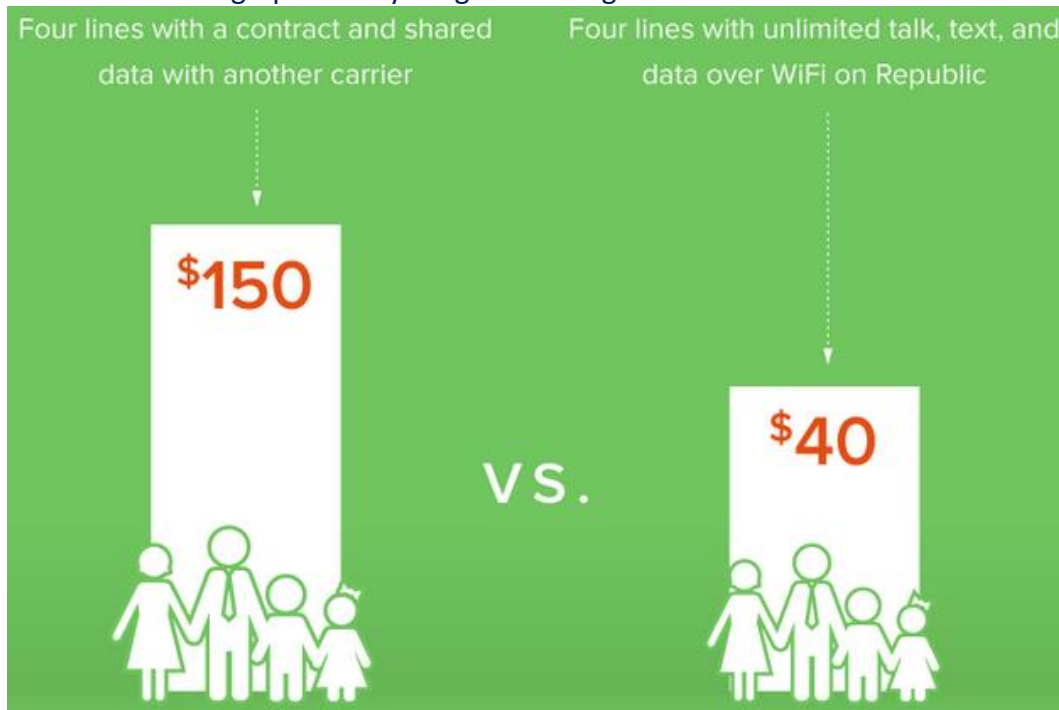 Four lines with a contract and shared
data with another carrier
$150
vs.
Four lines with unlimited talk, text, and
data over WiFi on Republic
$40